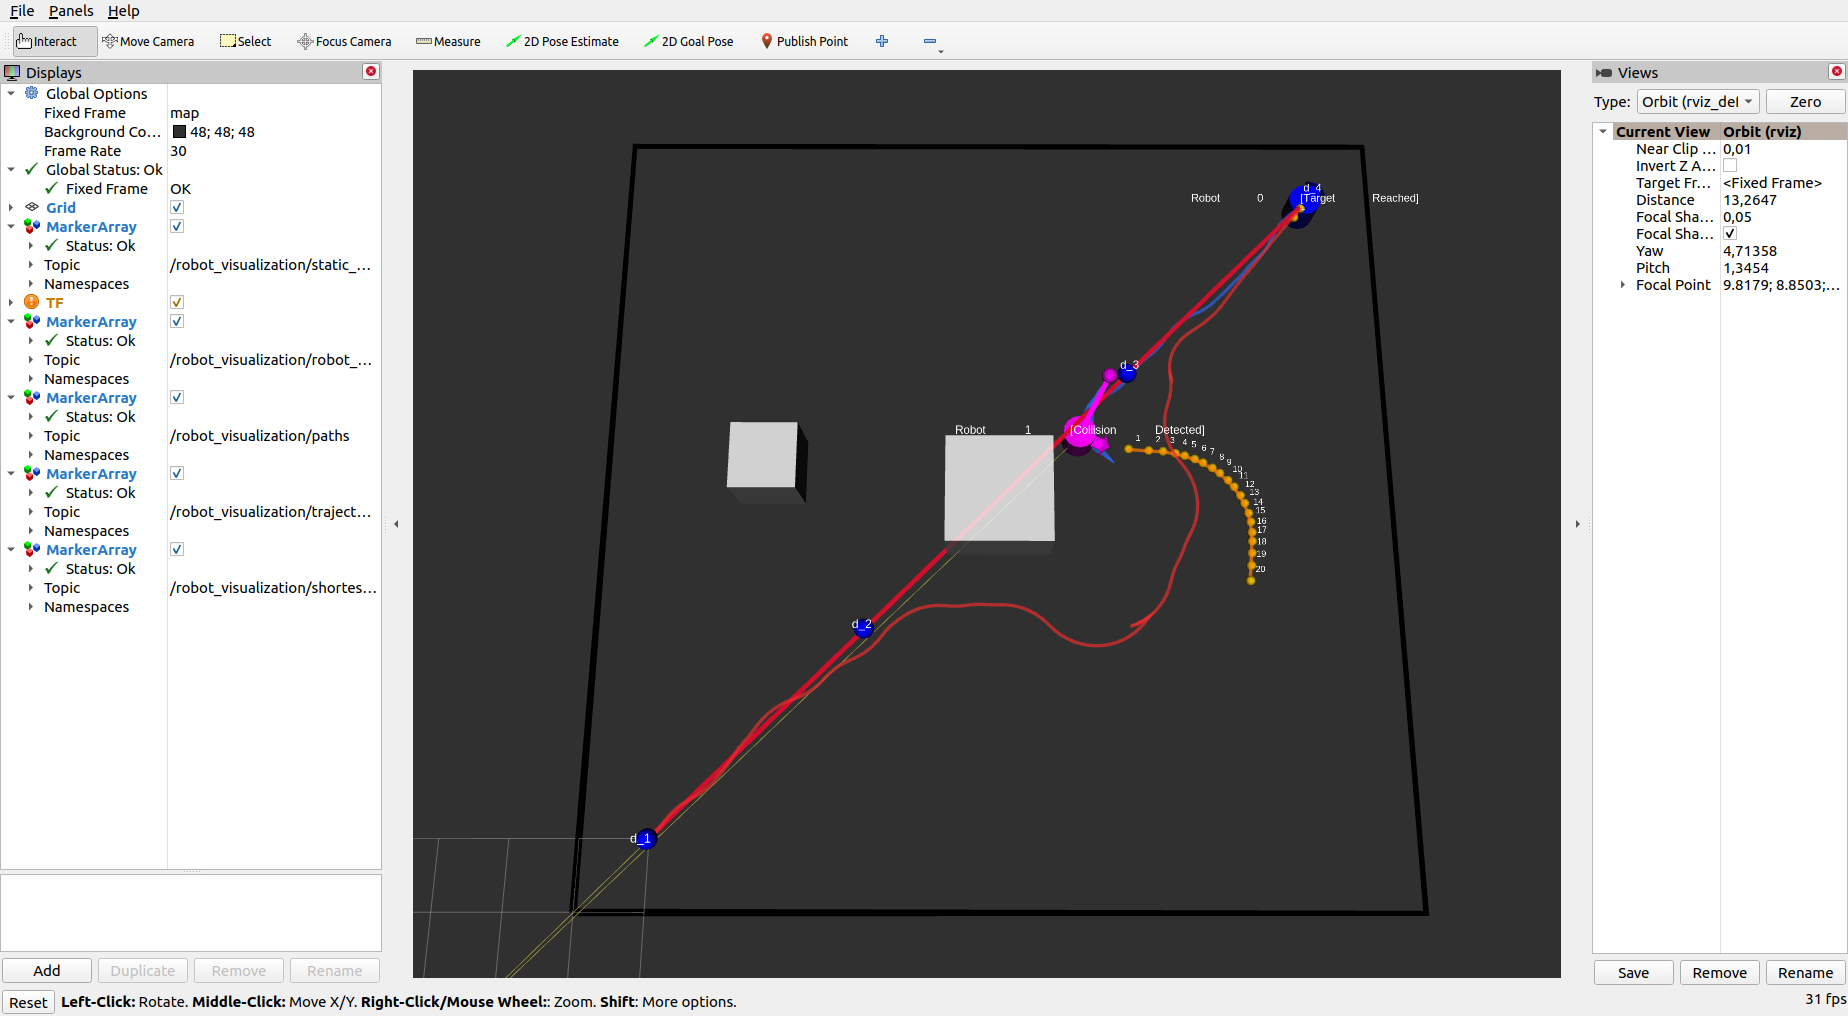 File Panels Help
Interact Move Camera Select Focus Camera Measure 2D Pose Estimate 2D Goal Pose Publish Point
Displays
Global Options
Fixed Frame map
Background Co... 48; 48; 48
Frame Rate 30
Global Status: Ok
Fixed Frame OK
Grid
MarkerArray
Status: Ok
Topic /robot_visualization/static_...
Namespaces
TF
MarkerArray
Status: Ok
Topic /robot_visualization/robot_...
Namespaces
MarkerArray
Status: Ok
Topic /robot_visualization/paths
Namespaces
MarkerArray
Status: Ok
Topic /robot_visualization/traject...
Namespaces
MarkerArray
Status: Ok
Topic /robot_visualization/shortes...
Namespaces
Add Duplicate Remove Rename
d_4
Robot 0 [Target Reached]
d_3
Robot 1 [Collision Detected]
1
2
3
4
5
6
7
8
9
10
11
12
13
14
15
16
17
18
19
20
d_2
d_1
Views
Type: Orbit (rviz_del Zero
Current View Orbit (rviz)
Near Clip ... 0,01
Invert Z A...
Target Fr... <Fixed Frame>
Distance 13,2647
Focal Sha... 0,05
Focal Sha...
Yaw 4,71358
Pitch 1,3454
Focal Point 9.8179; 8.8503;...
Save Remove Rename
Reset Left-Click: Rotate. Middle-Click: Move X/Y. Right-Click/Mouse Wheel:: Zoom. Shift: More options.
31 fps